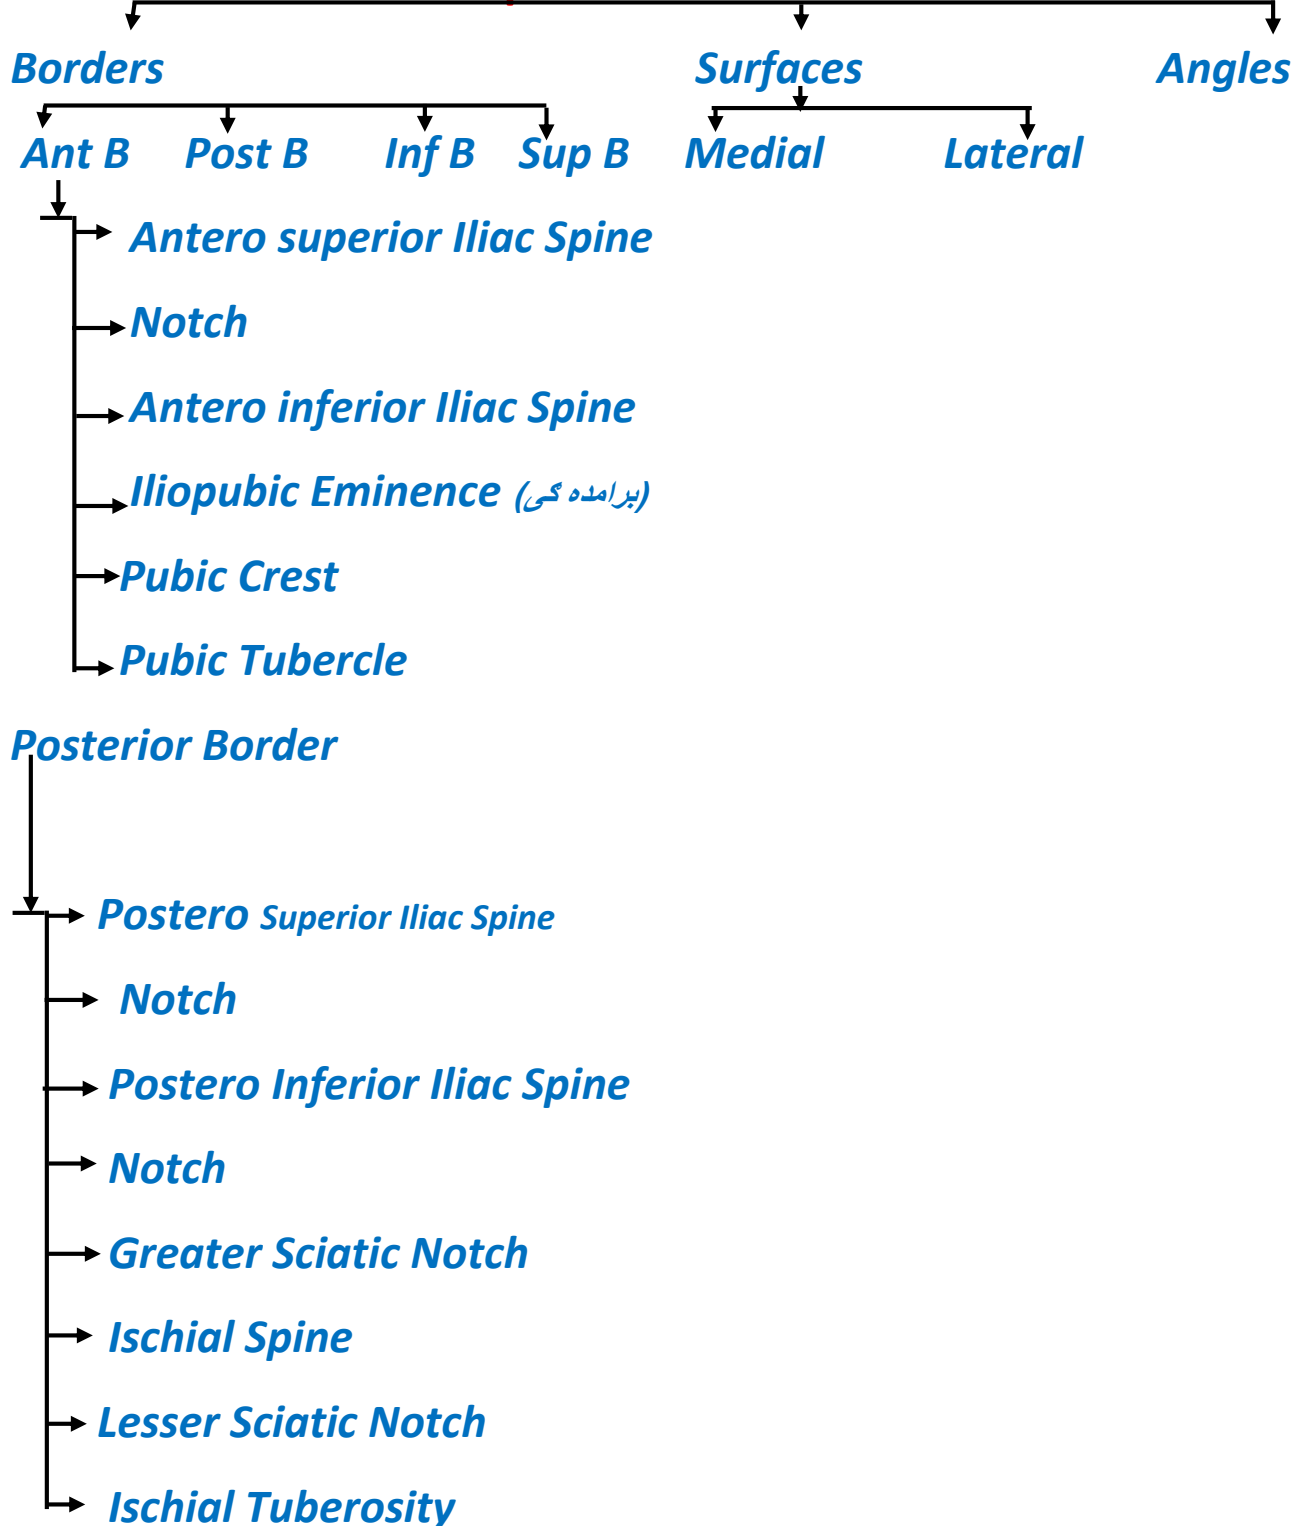 Borders Surfaces Angles
Ant B Post B Inf B Sup B Medial Lateral
Antero superior Iliac Spine
Notch
Antero inferior Iliac Spine
Iliopubic Eminence (برامده گی)
Pubic Crest
Pubic Tubercle
Posterior Border
Postero Superior Iliac Spine
Notch
Postero Inferior Iliac Spine
Notch
Greater Sciatic Notch
Ischial Spine
Lesser Sciatic Notch
Ischial Tuberosity